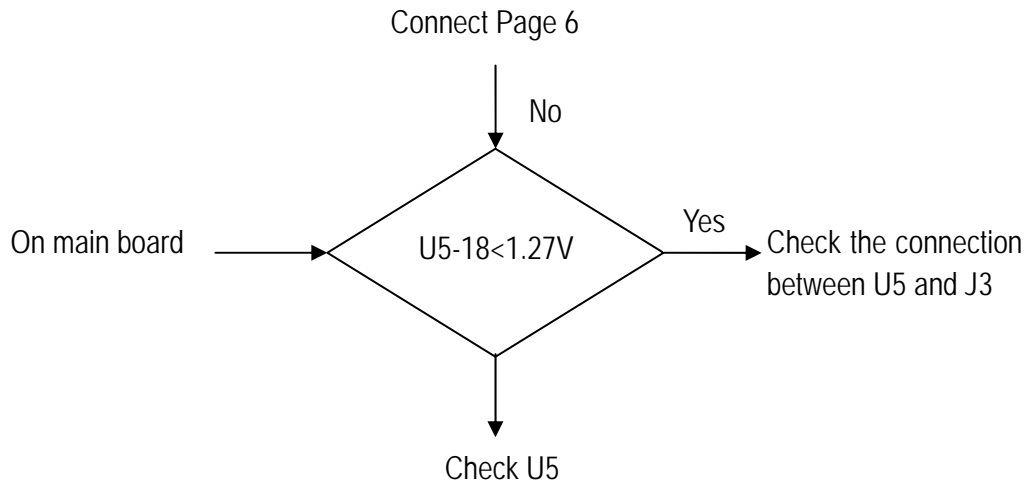 Connect Page 6
No
On main board
U5-18<1.27V
Yes
Check the connection
between U5 and J3
Check U5